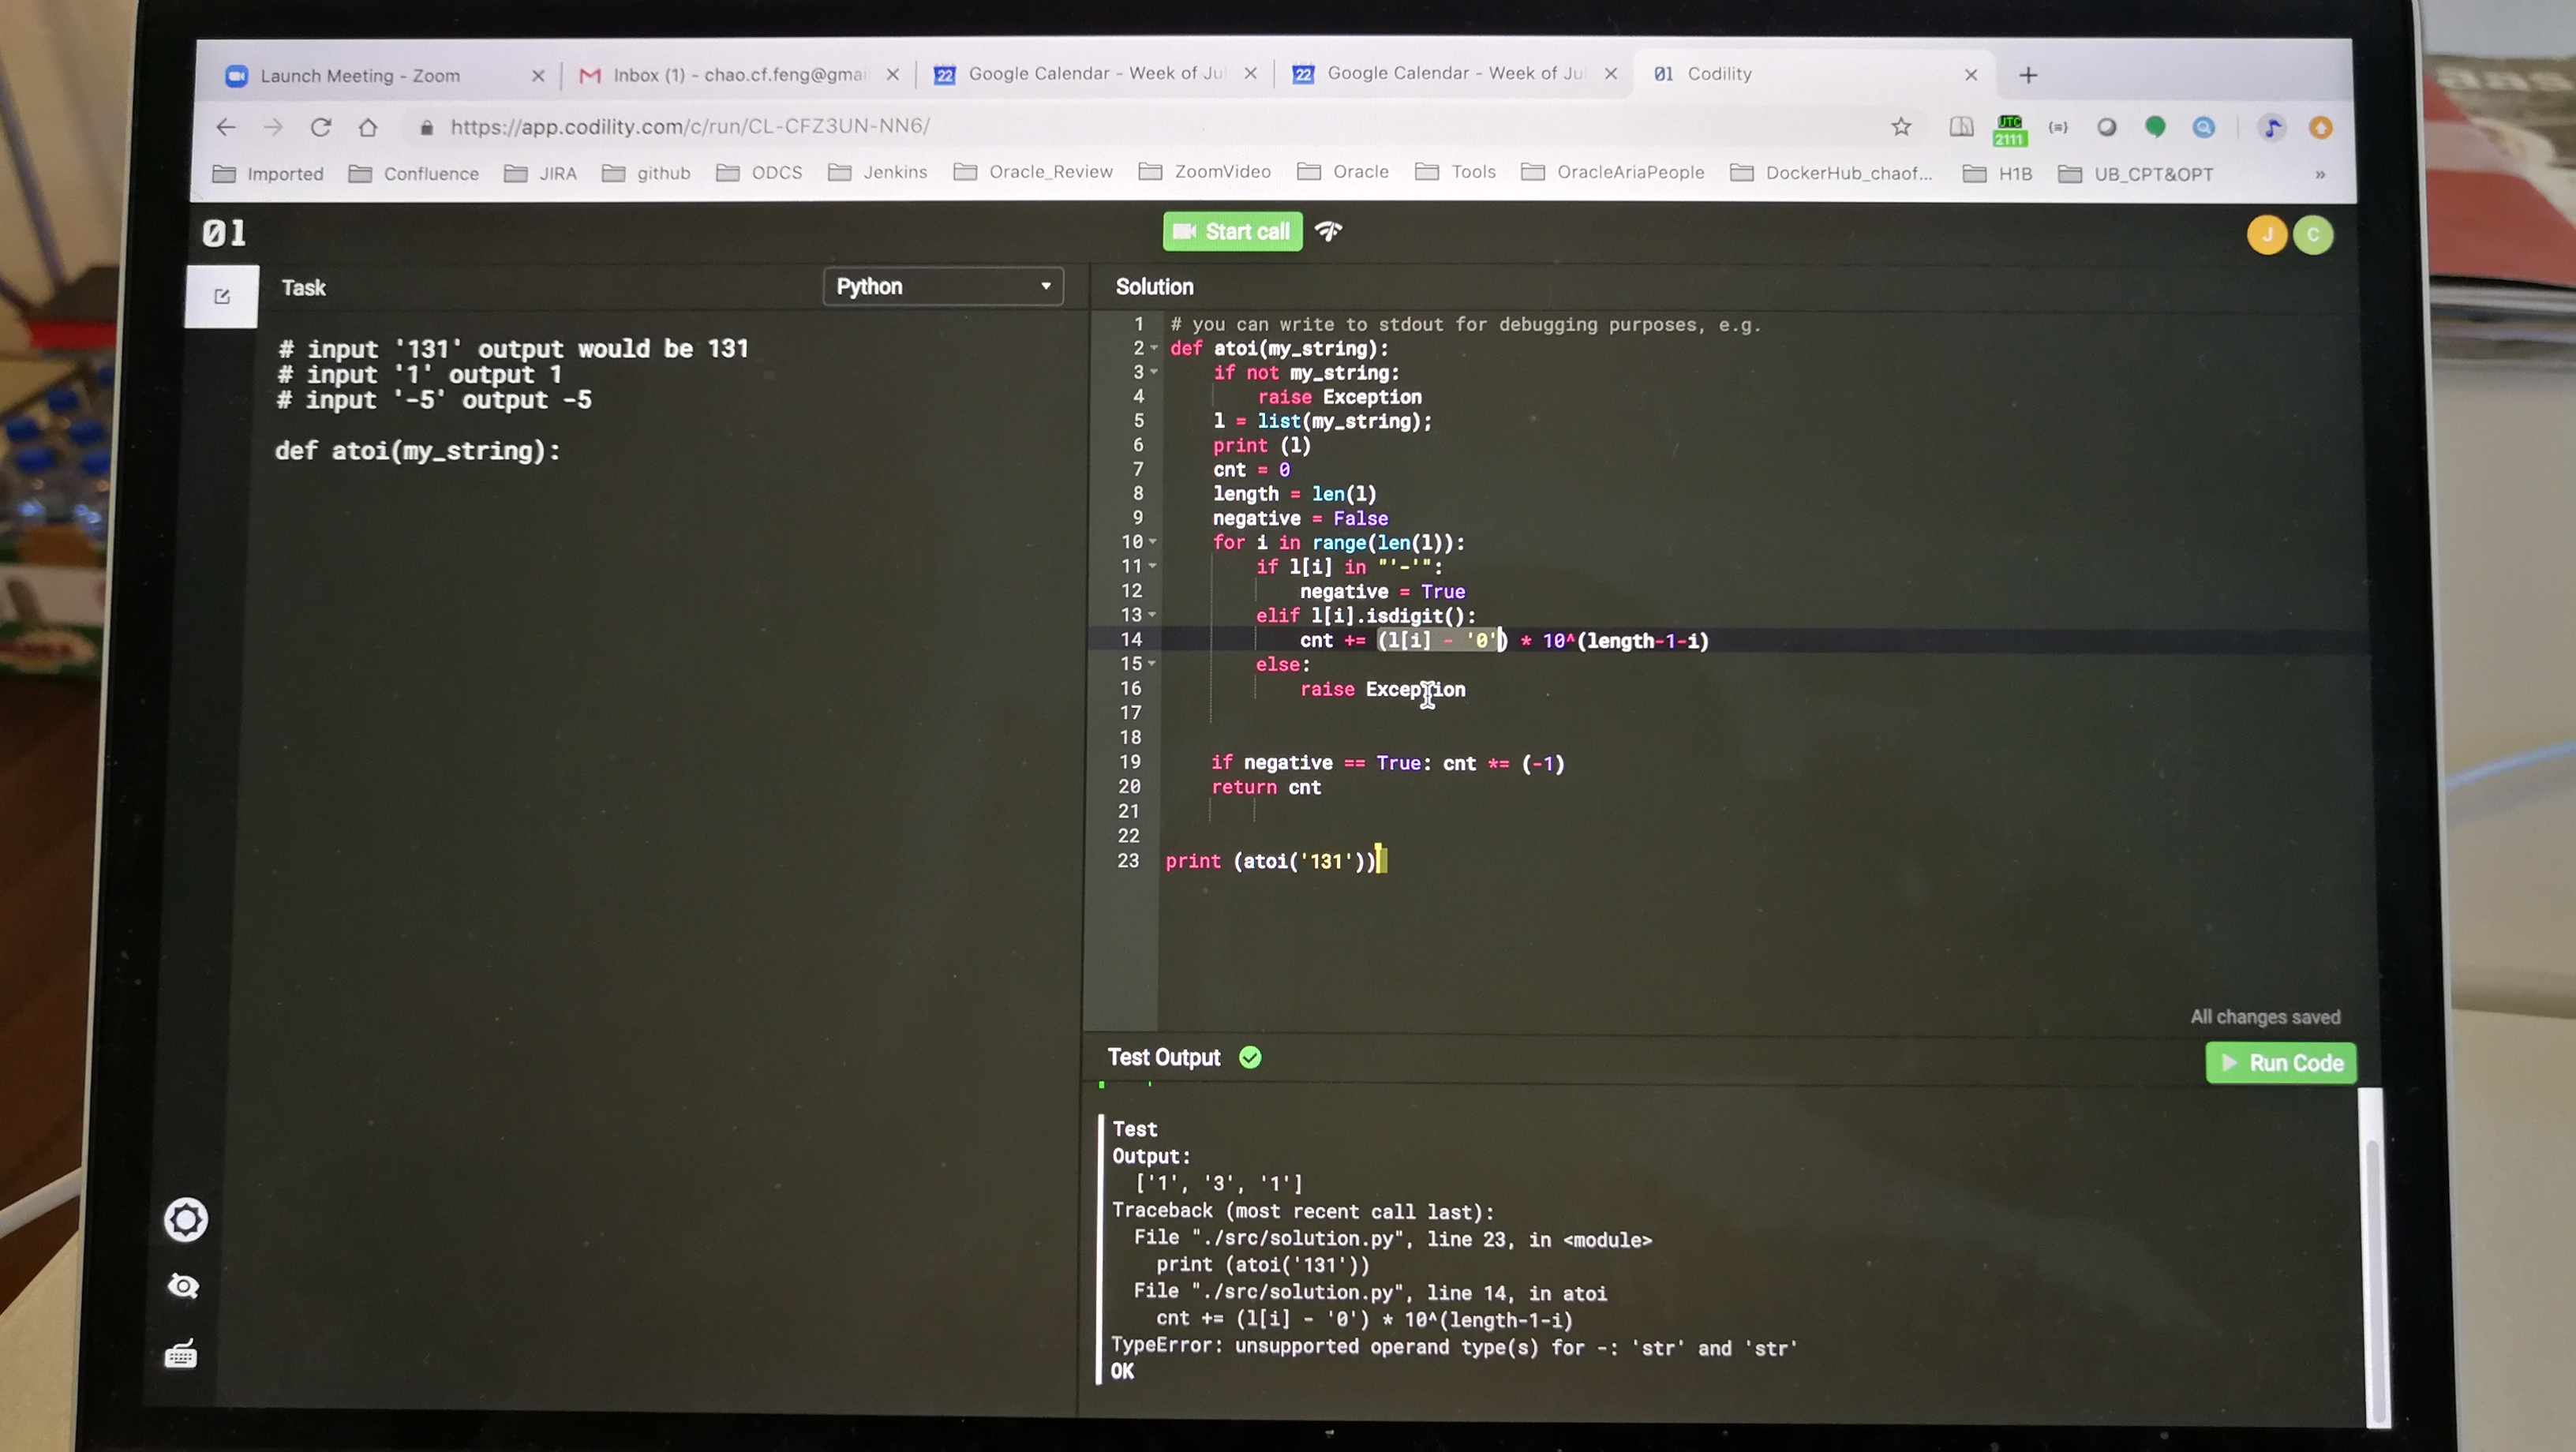 Launch Meeting - Zoom
Inbox (1) - chao.cf.feng@gmai
22 Google Calendar - Week of Ju
22 Google Calendar - Week of Ju
01 Codility
https://app.codility.com/c/run/CL-CFZ3UN-NN6/
UTC
2111
Imported Confluence JIRA github ODCS Jenkins Oracle_Review ZoomVideo Oracle Tools OracleAriaPeople DockerHub_chaof... H1B UB_CPT&OPT »
01
Start call
J C
Task
Python
# input '131' output would be 131
# input '1' output 1
# input '-5' output -5
def atoi(my_string):
Solution
1 # you can write to stdout for debugging purposes, e.g.
2 def atoi(my_string):
3 if not my_string:
4 raise Exception
5 l = list(my_string);
6 print (l)
7 cnt = 0
8 length = len(l)
9 negative = False
10 for i in range(len(l)):
11 if l[i] in "'-'":
12 negative = True
13 elif l[i].isdigit():
14 cnt += (l[i] - '0') * 10^(length-1-i)
15 else:
16 raise Exception
17
18
19 if negative == True: cnt *= (-1)
20 return cnt
21
22
23 print (atoi('131'))
All changes saved
Test Output
Run Code
Test
Output:
['1', '3', '1']
Traceback (most recent call last):
File "./src/solution.py", line 23, in <module>
print (atoi('131'))
File "./src/solution.py", line 14, in atoi
cnt += (l[i] - '0') * 10^(length-1-i)
TypeError: unsupported operand type(s) for -: 'str' and 'str'
OK